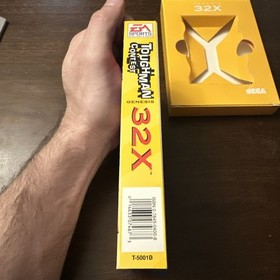 EA
SPORTS
TOUGHMAN
CONTEST
GENESIS
32X
T-5001D
32X
SEGA